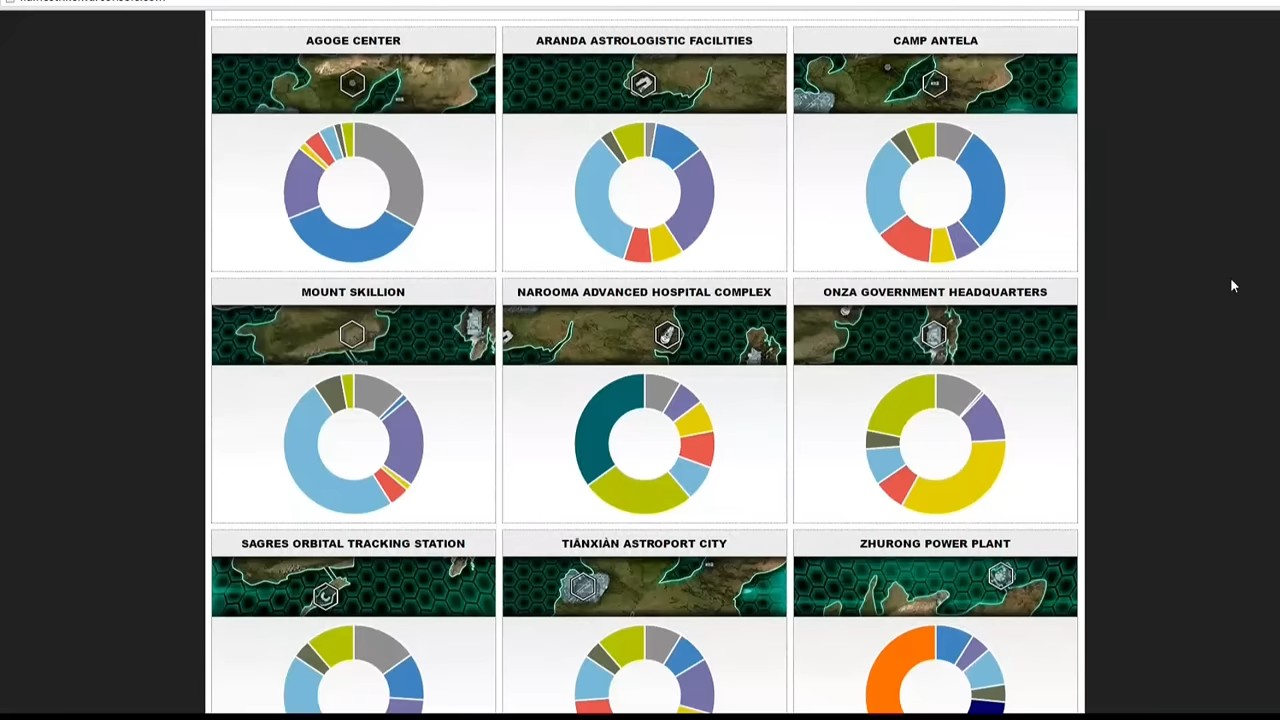 AGOGE CENTER
ARANDA ASTROLOGISTIC FACILITIES
CAMP ANTELA
MOUNT SKILLION
NAROOMA ADVANCED HOSPITAL COMPLEX
ONZA GOVERNMENT HEADQUARTERS
SAGRES ORBITAL TRACKING STATION
TIÂNXIÀN ASTROPORT CITY
ZHURONG POWER PLANT